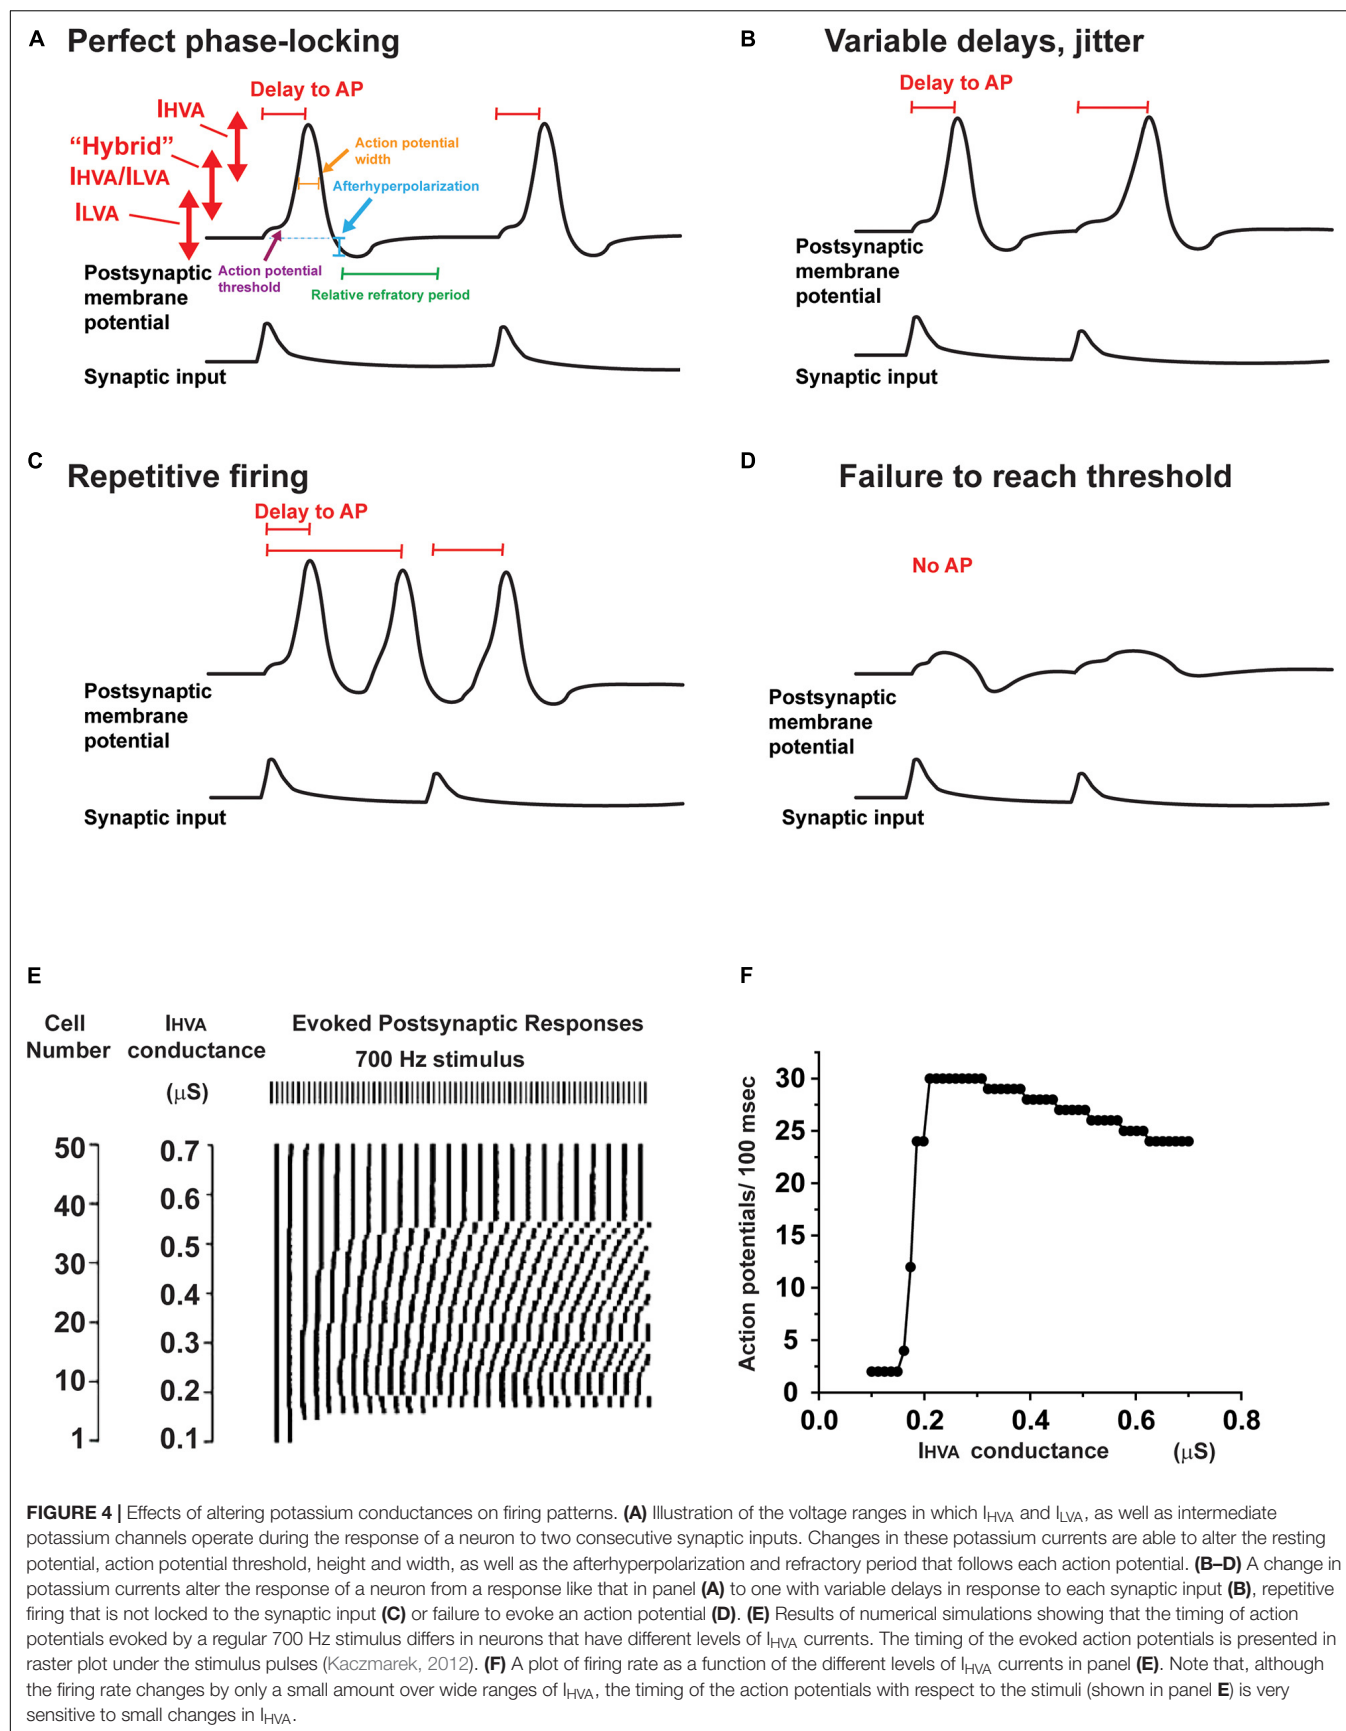 A Perfect phase-locking
Delay to AP
IHVA
"Hybrid"
IHVA/ILVA
ILVA
Action potential
width
Afterhyperpolarization
Action potential
threshold
Relative refratory period
Postsynaptic
membrane
potential
Synaptic input
B Variable delays, jitter
Delay to AP
Postsynaptic
membrane
potential
Synaptic input
C Repetitive firing
Delay to AP
Postsynaptic
membrane
potential
Synaptic input
D Failure to reach threshold
No AP
Postsynaptic
membrane
potential
Synaptic input
E
Cell
Number
IHVA
conductance
(μS)
Evoked Postsynaptic Responses
700 Hz stimulus
50
40
30
20
10
1
0.7
0.6
0.5
0.4
0.3
0.2
0.1
F
Action potentials/ 100 msec
30
25
20
15
10
5
0
0.0 0.2 0.4 0.6 0.8
IHVA conductance (μS)
FIGURE 4 | Effects of altering potassium conductances on firing patterns. (A) Illustration of the voltage ranges in which IHVA and ILVA, as well as intermediate
potassium channels operate during the response of a neuron to two consecutive synaptic inputs. Changes in these potassium currents are able to alter the resting
potential, action potential threshold, height and width, as well as the afterhyperpolarization and refractory period that follows each action potential. (B–D) A change in
potassium currents alter the response of a neuron from a response like that in panel (A) to one with variable delays in response to each synaptic input (B), repetitive
firing that is not locked to the synaptic input (C) or failure to evoke an action potential (D). (E) Results of numerical simulations showing that the timing of action
potentials evoked by a regular 700 Hz stimulus differs in neurons that have different levels of IHVA currents. The timing of the evoked action potentials is presented in
raster plot under the stimulus pulses (Kaczmarek, 2012). (F) A plot of firing rate as a function of the different levels of IHVA currents in panel (E). Note that, although
the firing rate changes by only a small amount over wide ranges of IHVA, the timing of the action potentials with respect to the stimuli (shown in panel E) is very
sensitive to small changes in IHVA.